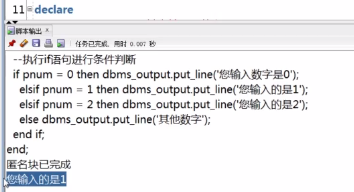 11 declare
脚本输出 ×
任务已完成, 用时 0.007 秒
--执行if语句进行条件判断
if pnum = 0 then dbms_output.put_line('您输入数字是0');
elsif pnum = 1 then dbms_output.put_line('您输入的是1');
elsif pnum = 2 then dbms_output.put_line('您输入的是2');
else dbms_output.put_line('其他数字');
end if;
end;
匿名块已完成
您输入的是1